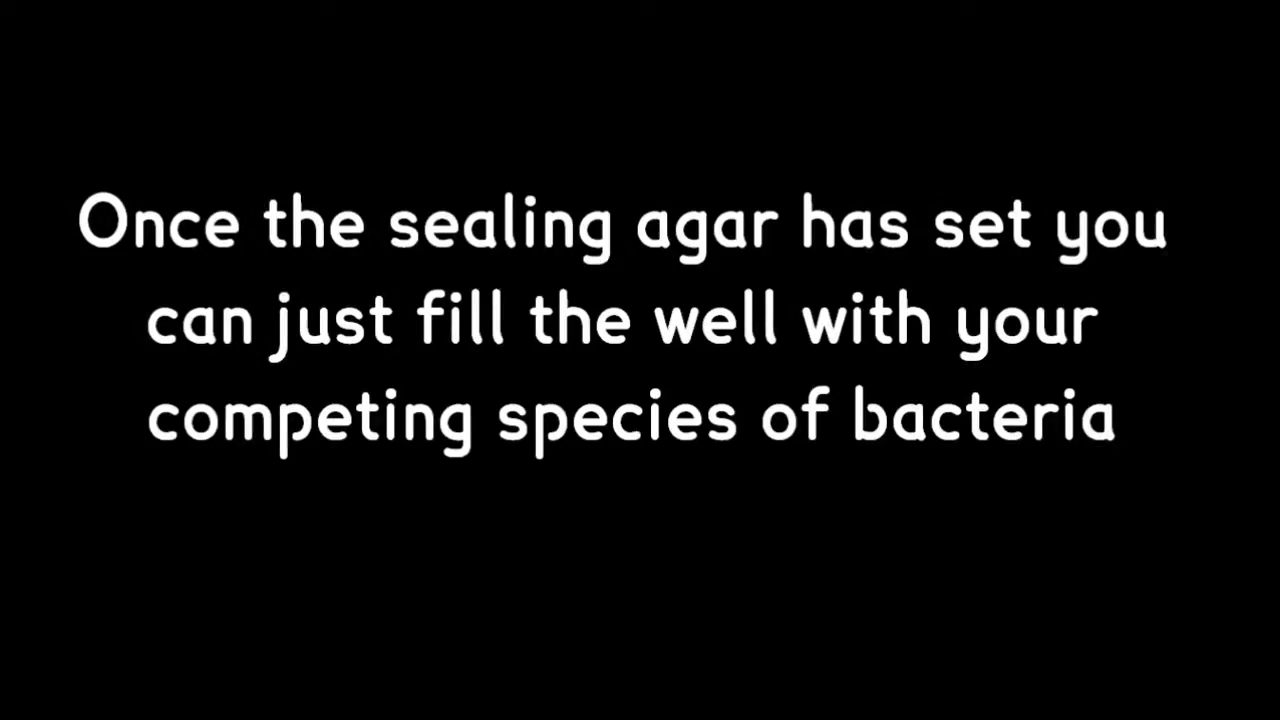 Once the sealing agar has set you
can just fill the well with your
competing species of bacteria